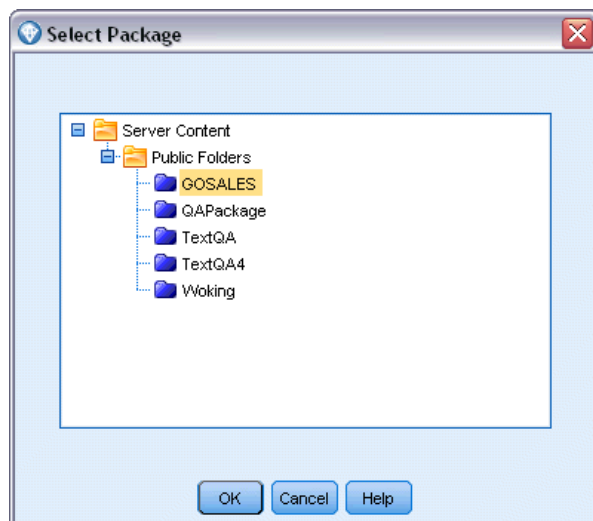 Select Package
Server Content
Public Folders
GOSALES
QAPackage
TextQA
TextQA4
Woking
OK Cancel Help